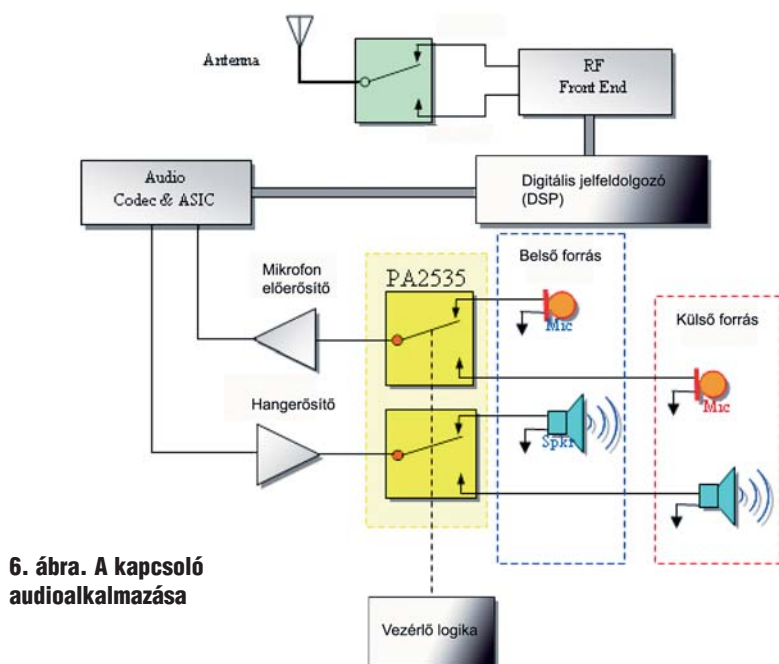 Antenna
RF
Front End
Audio
Codec & ASIC
Digitális jelfeldolgozó
(DSP)
Mikrofon
előerősítő
PA2535
Belső forrás
Mic
Külső forrás
Mic
Hangerősítő
Spkr
6. ábra. A kapcsoló
audioalkalmazása
Vezérlő logika